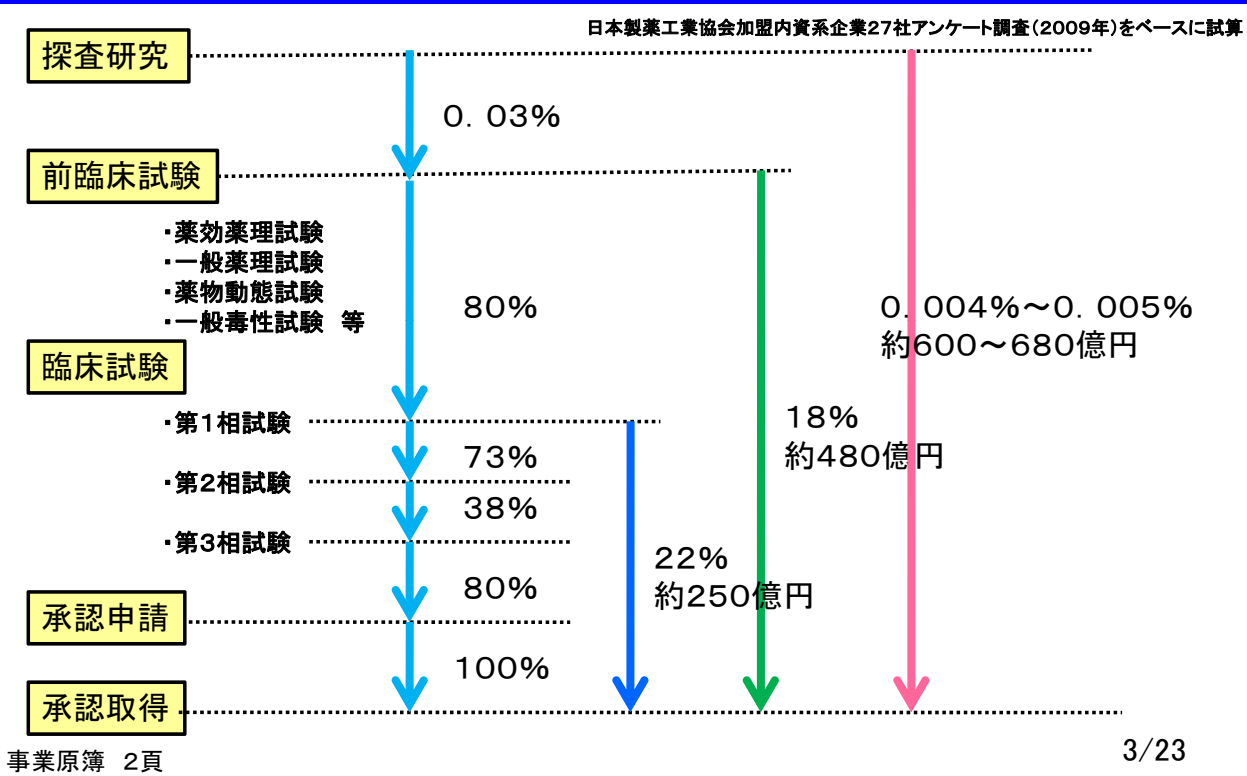 日本製薬工業協会加盟内資系企業27社アンケート調査(2009年)をベースに試算
探査研究
0.03%
前臨床試験
・薬効薬理試験
・一般薬理試験
・薬物動態試験
・一般毒性試験 等
80%
0.004%~0.005%
約600~680億円
臨床試験
・第1相試験
73%
18%
約480億円
・第2相試験
38%
・第3相試験
22%
約250億円
80%
承認申請
100%
承認取得
事業原簿 2頁
3/23